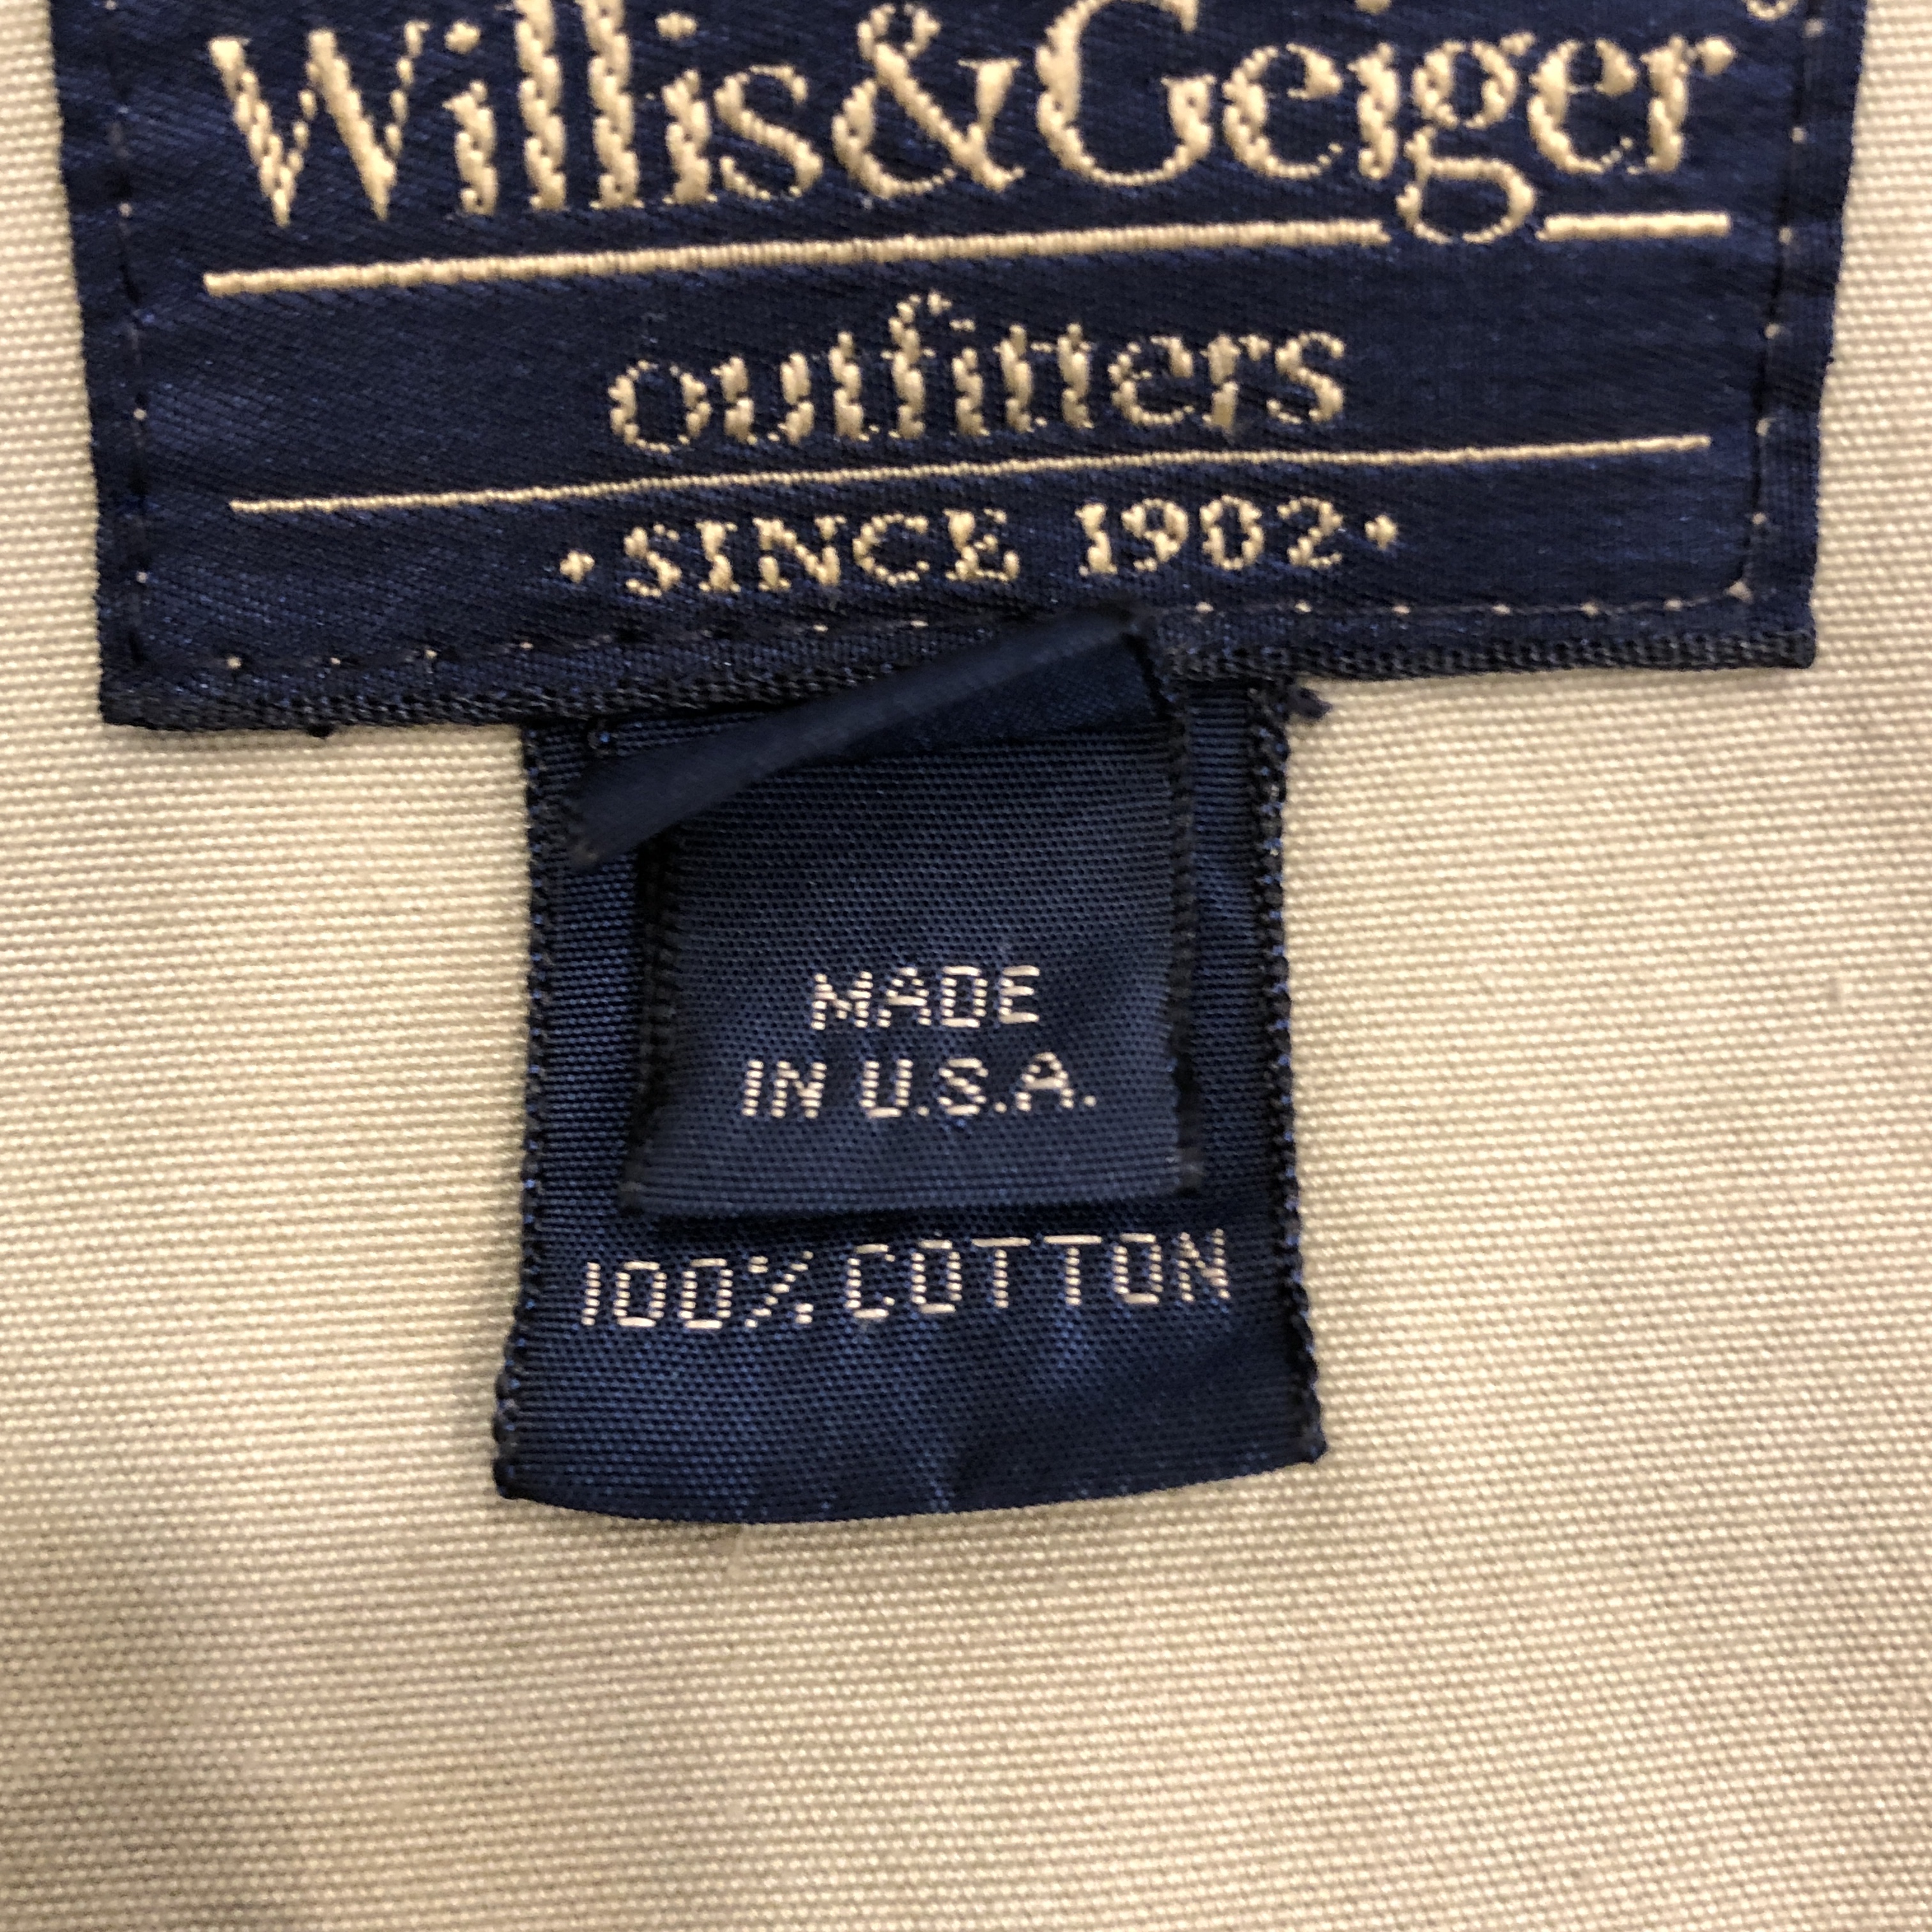 Willis&Geiger
outfitters
·SINCE 1902·
MADE
IN U.S.A.
100% COTTON